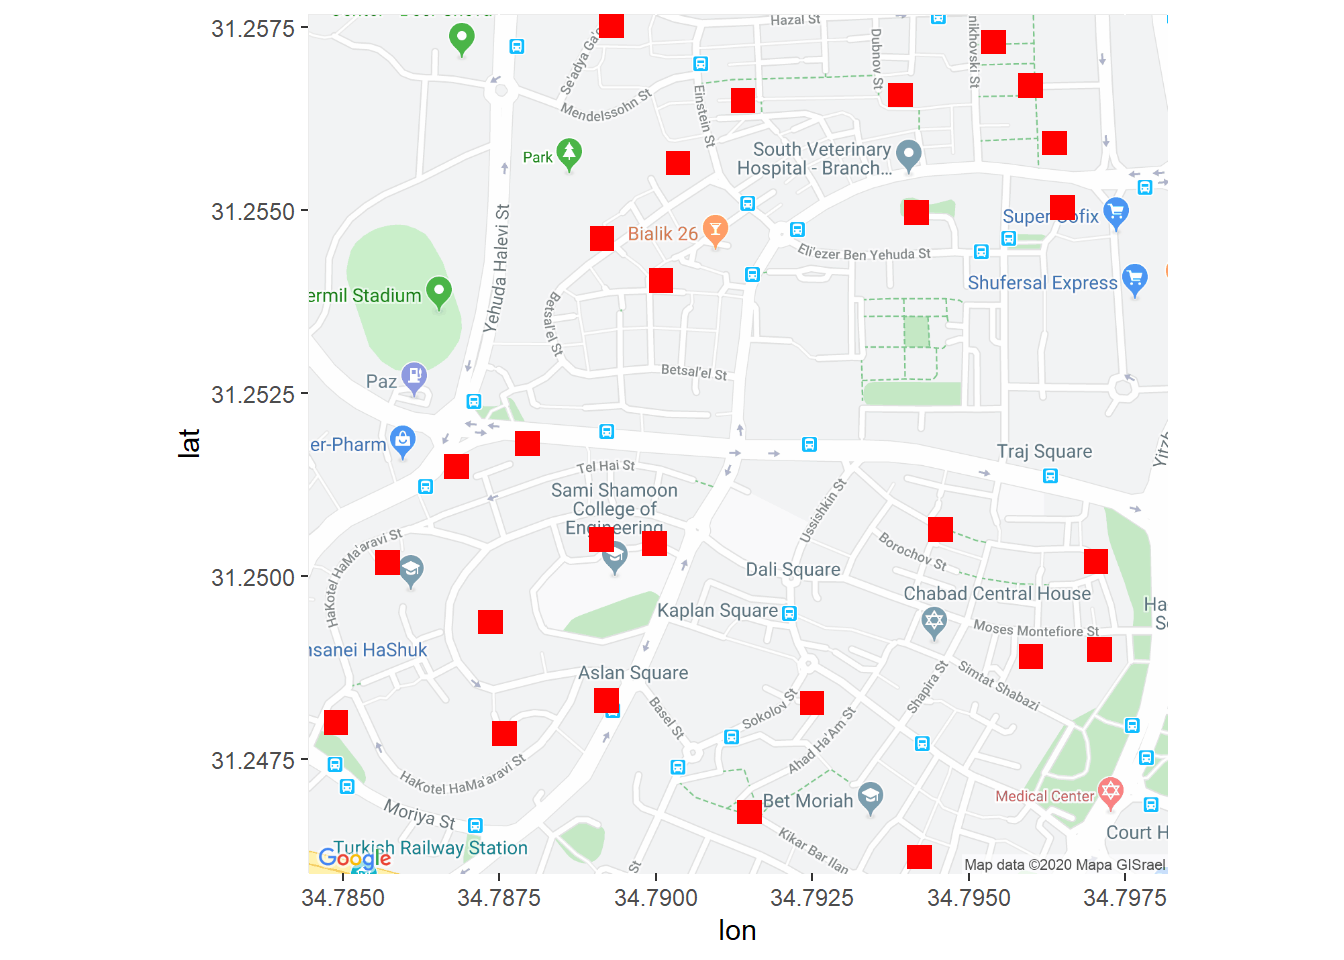 Hazal St
31.2575
Se'adya Ga'o
Dubnov St
nikhovski St
Einstein St
Mendelssohn St
Park
South Veterinary
Hospital - Branch...
31.2550
Super Sofix
Bialik 26
Yehuda Halevi St
Eli'ezer Ben Yehuda St
Shufersal Express
ermil Stadium
Betsal'el St
Betsal'el St
Paz
31.2525
lat
er-Pharm
Traj Square
Yitzh
Tel Hai St
Sami Shamoon
College of
Engineering
Ussishkin St
HaKotel HaMa'aravi St
Borochov St
31.2500
Dali Square
Chabad Central House
Kaplan Square
Ha
S
Moses Montefiore St
asanei HaShuk
Aslan Square
Simtat Shabazi
Shapira St
Basel St
Sokolov St
Ahad Ha'Am St
31.2475
HaKotel HaMa'aravi St
Bet Moriah
Medical Center
Moriya St
Kikar Bar Ilan
Court H
Turkish Railway Station
Google
St
Map data ©2020 Mapa GISrael
34.7850
34.7875
34.7900
34.7925
34.7950
34.7975
lon